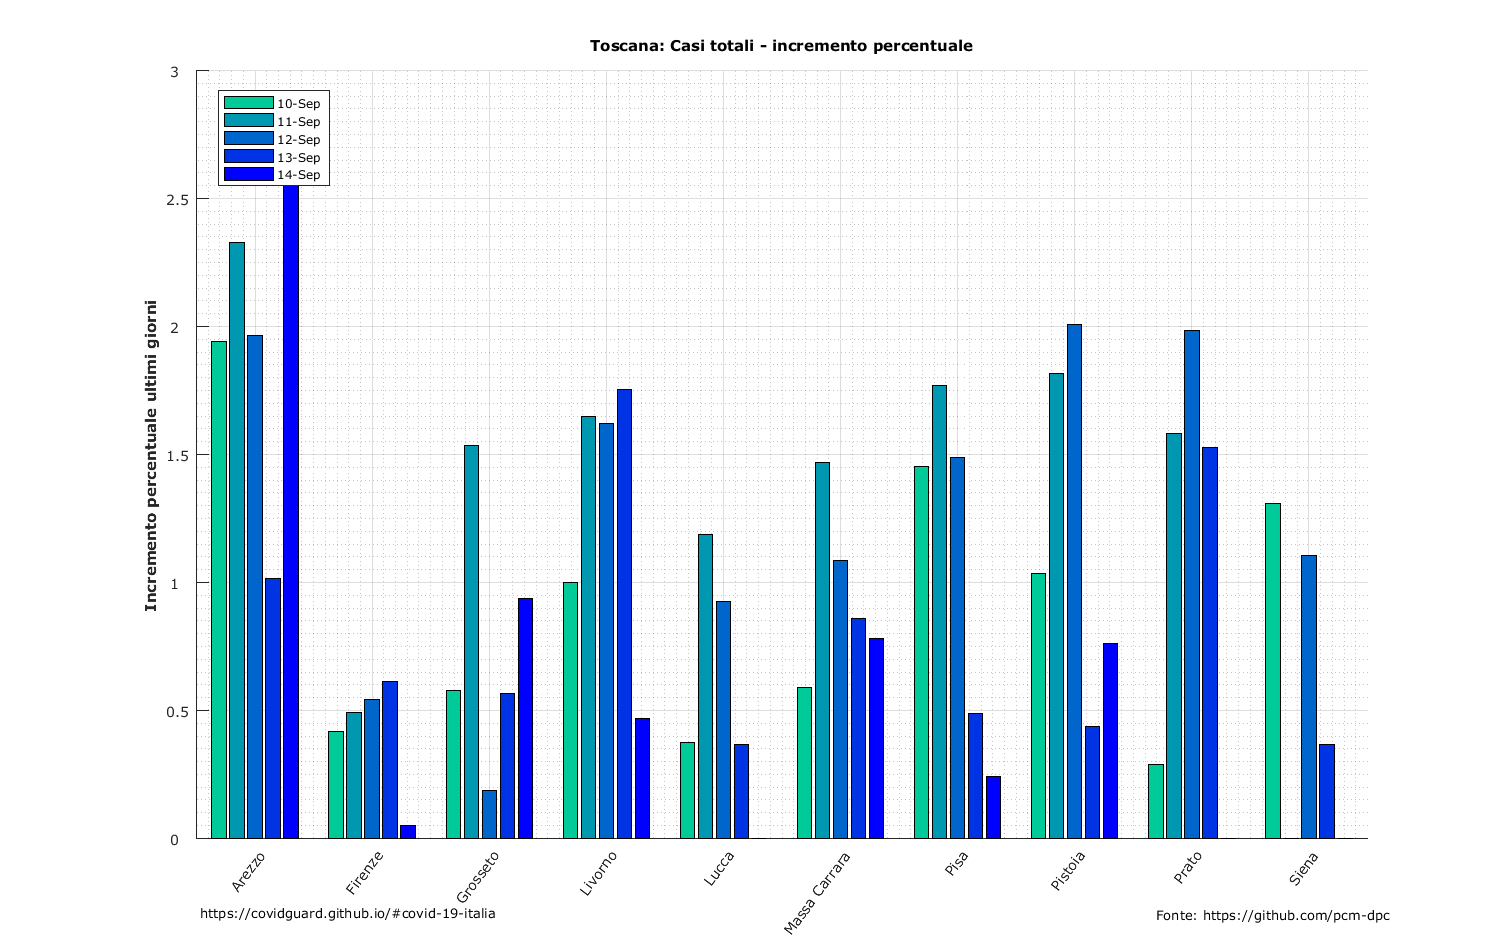 Toscana: Casi totali - incremento percentuale
3
2.5
2
1.5
1
0.5
0
Incremento percentuale ultimi giorni
10-Sep
11-Sep
12-Sep
13-Sep
14-Sep
Arezzo
Firenze
Grosseto
Livorno
Lucca
Massa Carrara
Pisa
Pistoia
Prato
Siena
https://covidguard.github.io/#covid-19-italia
Fonte: https://github.com/pcm-dpc